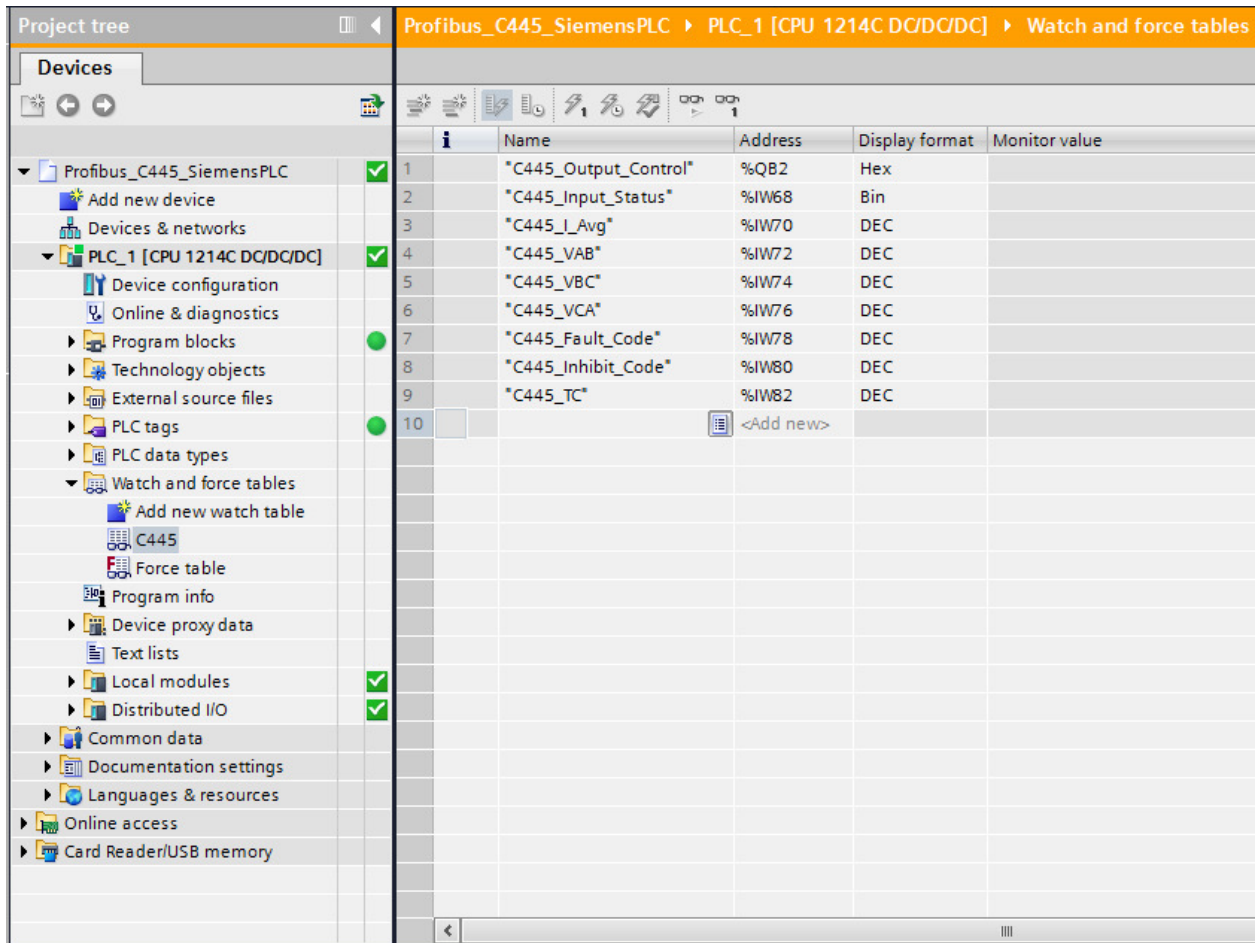 Project tree
Profibus_C445_SiemensPLC PLC_1 [CPU 1214C DC/DC/DC] Watch and force tables
Devices
i Name Address Display format Monitor value
Profibus_C445_SiemensPLC
Add new device
Devices & networks
PLC_1 [CPU 1214C DC/DC/DC]
Device configuration
Online & diagnostics
Program blocks
Technology objects
External source files
PLC tags
PLC data types
Watch and force tables
Add new watch table
C445
Force table
Program info
Device proxy data
Text lists
Local modules
Distributed I/O
Common data
Documentation settings
Languages & resources
Online access
Card Reader/USB memory
1 "C445_Output_Control" %QB2 Hex
2 "C445_Input_Status" %IW68 Bin
3 "C445_I_Avg" %IW70 DEC
4 "C445_VAB" %IW72 DEC
5 "C445_VBC" %IW74 DEC
6 "C445_VCA" %IW76 DEC
7 "C445_Fault_Code" %IW78 DEC
8 "C445_Inhibit_Code" %IW80 DEC
9 "C445_TC" %IW82 DEC
10 <Add new>